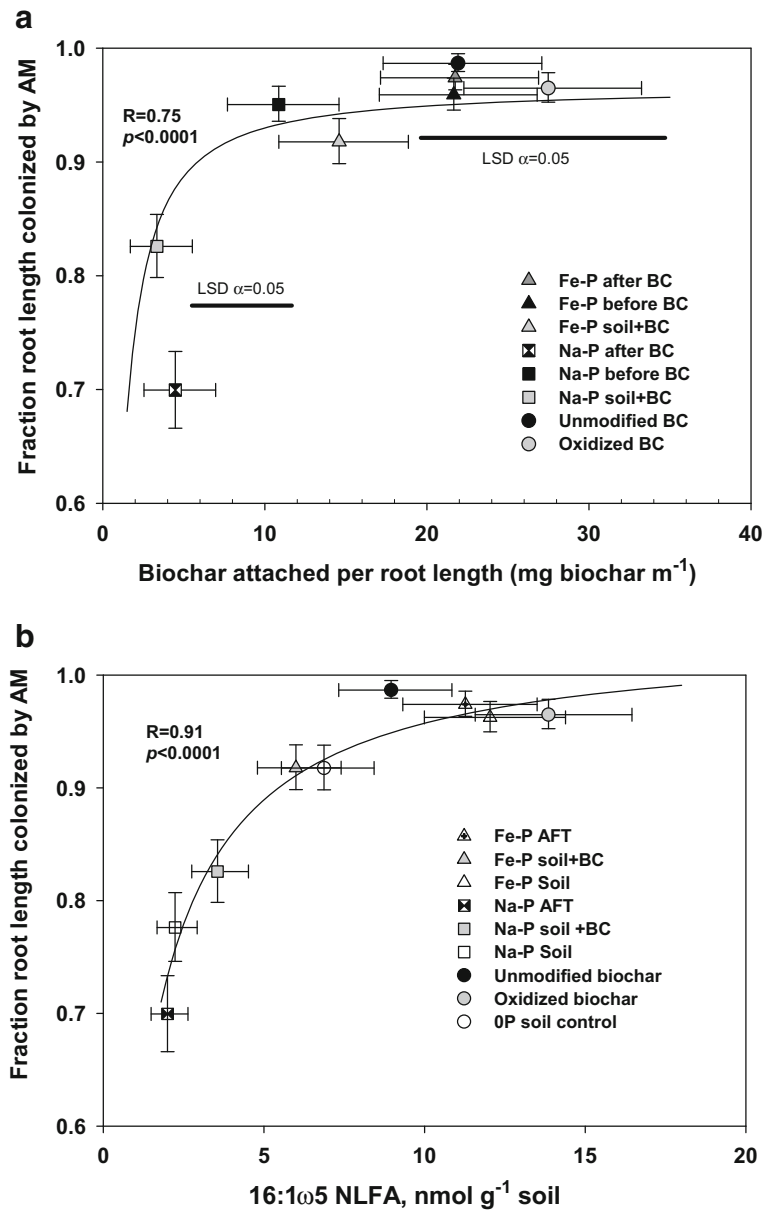 a
Fraction root length colonized by AM
1.0
0.9
0.8
0.7
0.6
R=0.75
p<0.0001
LSD α=0.05
LSD α=0.05
Fe-P after BC
Fe-P before BC
Fe-P soil+BC
Na-P after BC
Na-P before BC
Na-P soil+BC
Unmodified BC
Oxidized BC
0 10 20 30 40
Biochar attached per root length (mg biochar m⁻¹)
b
Fraction root length colonized by AM
1.0
0.9
0.8
0.7
0.6
R=0.91
p<0.0001
Fe-P AFT
Fe-P soil+BC
Fe-P Soil
Na-P AFT
Na-P soil +BC
Na-P Soil
Unmodified biochar
Oxidized biochar
0P soil control
0 5 10 15 20
16:1ω5 NLFA, nmol g⁻¹ soil